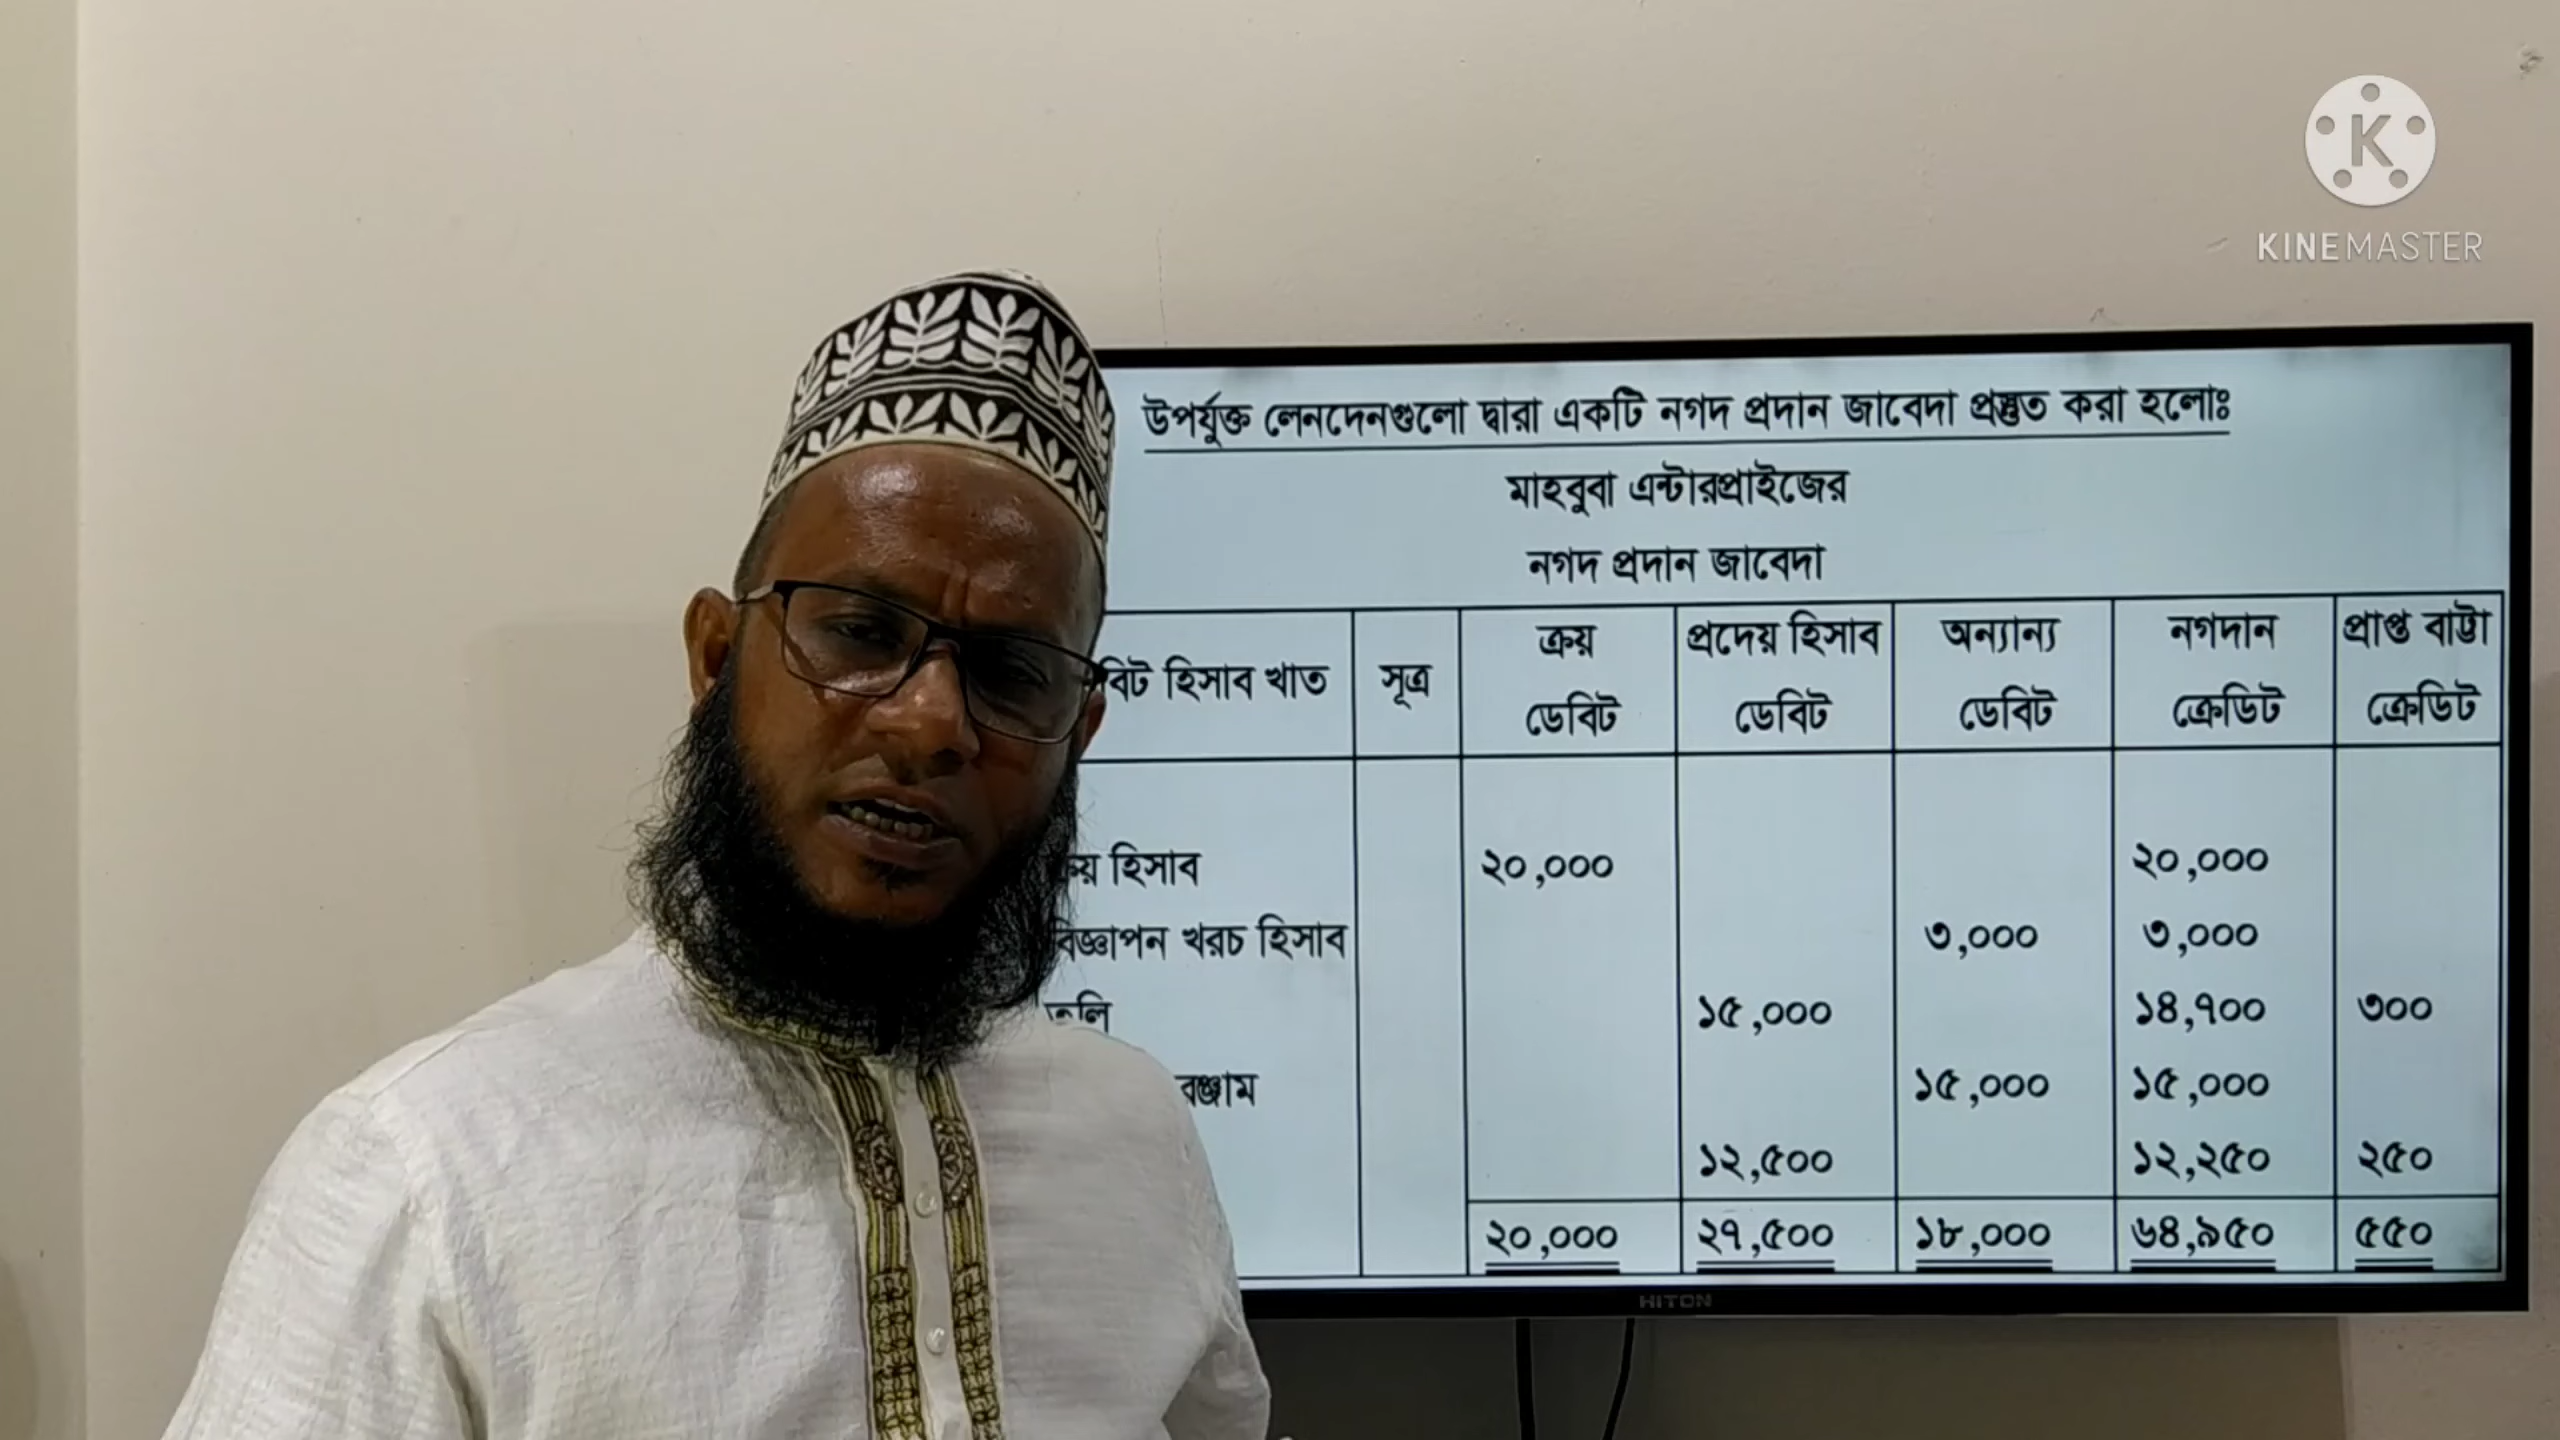 K
KINEMASTER
উপর্যুক্ত লেনদেনগুলো দ্বারা একটি নগদ প্রদান জাবেদা প্রস্তুত করা হলোঃ
মাহবুবা এন্টারপ্রাইজের
নগদ প্রদান জাবেদা
হিসাব খাত সূত্র ক্রয় ডেবিট প্রদেয় হিসাব ডেবিট অন্যান্য ডেবিট নগদান ক্রেডিট প্রাপ্ত বাট্টা ক্রেডিট
হিসাব ২০,০০০ ২০,০০০
বিজ্ঞাপন খরচ হিসাব ৩,০০০ ৩,০০০
১৫,০০০ ১৪,৭০০ ৩০০
১৫,০০০ ১৫,০০০
১২,৫০০ ১২,২৫০ ২৫০
২০,০০০ ২৭,৫০০ ১৮,০০০ ৬৪,৯৫০ ৫৫০
HITON